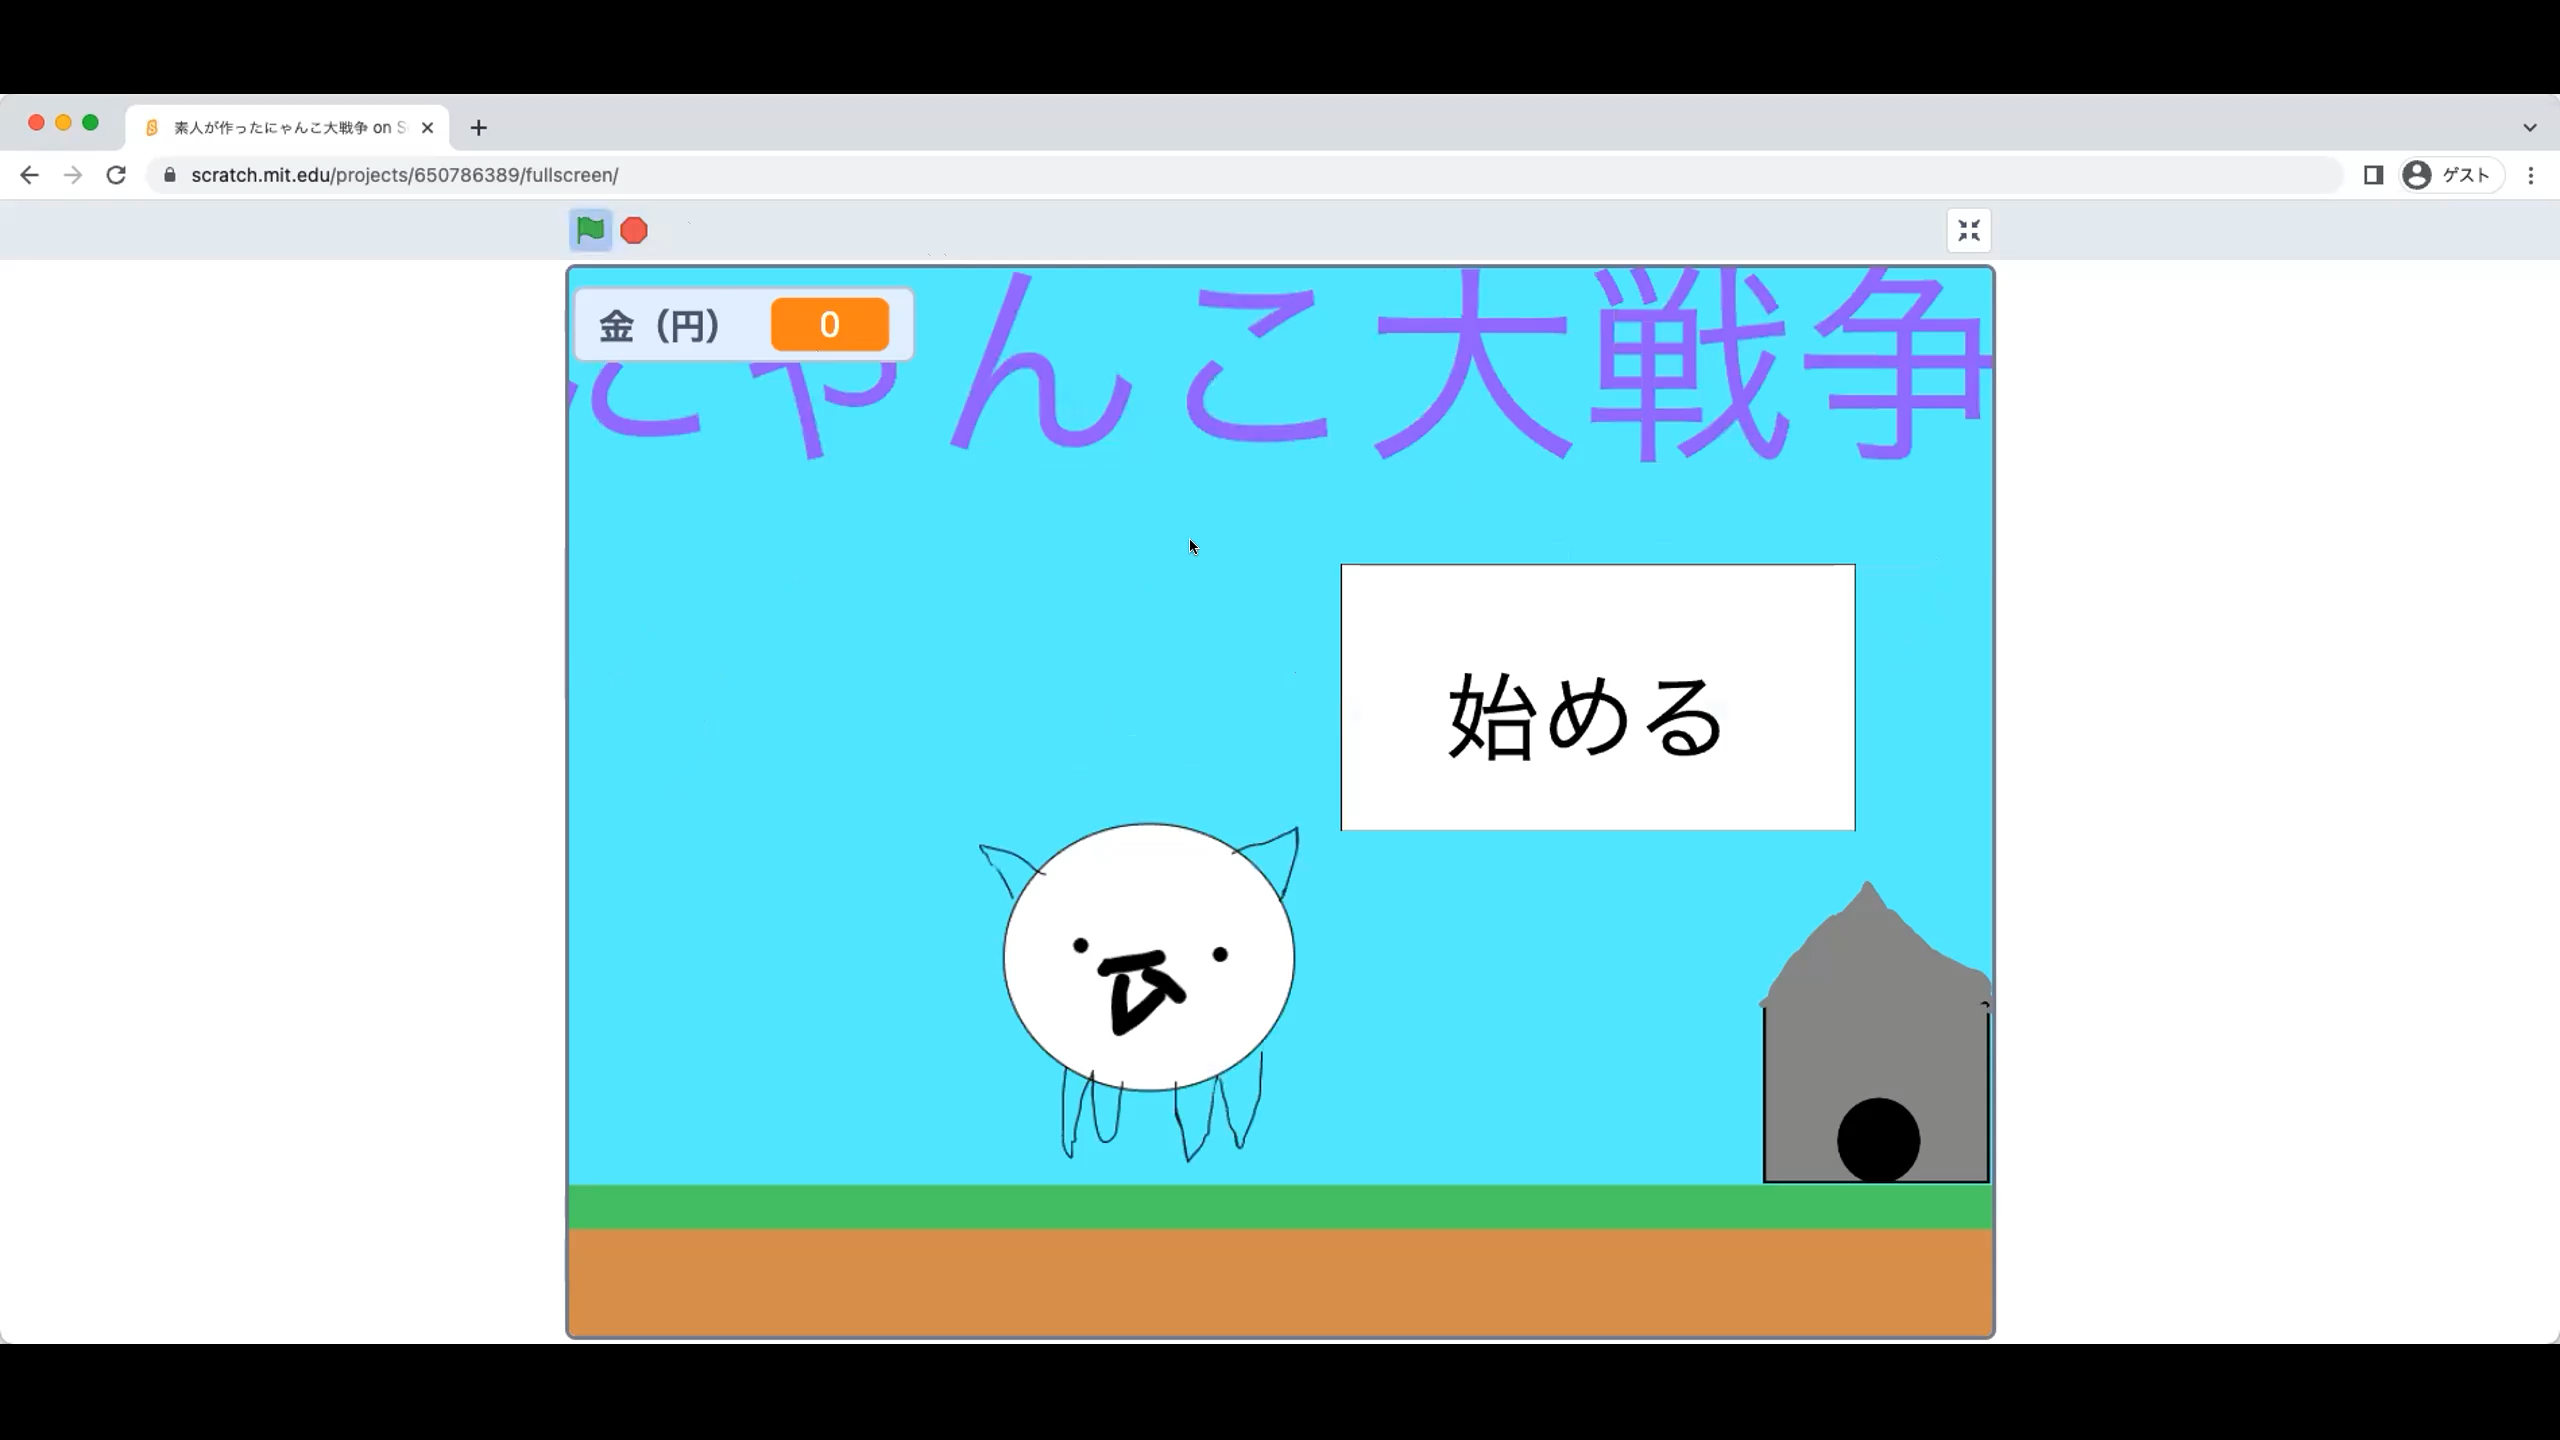 素人が作ったにゃんこ大戦争 on S
scratch.mit.edu/projects/650786389/fullscreen/
ゲスト
金（円） 0
にゃんこ大戦争
始める